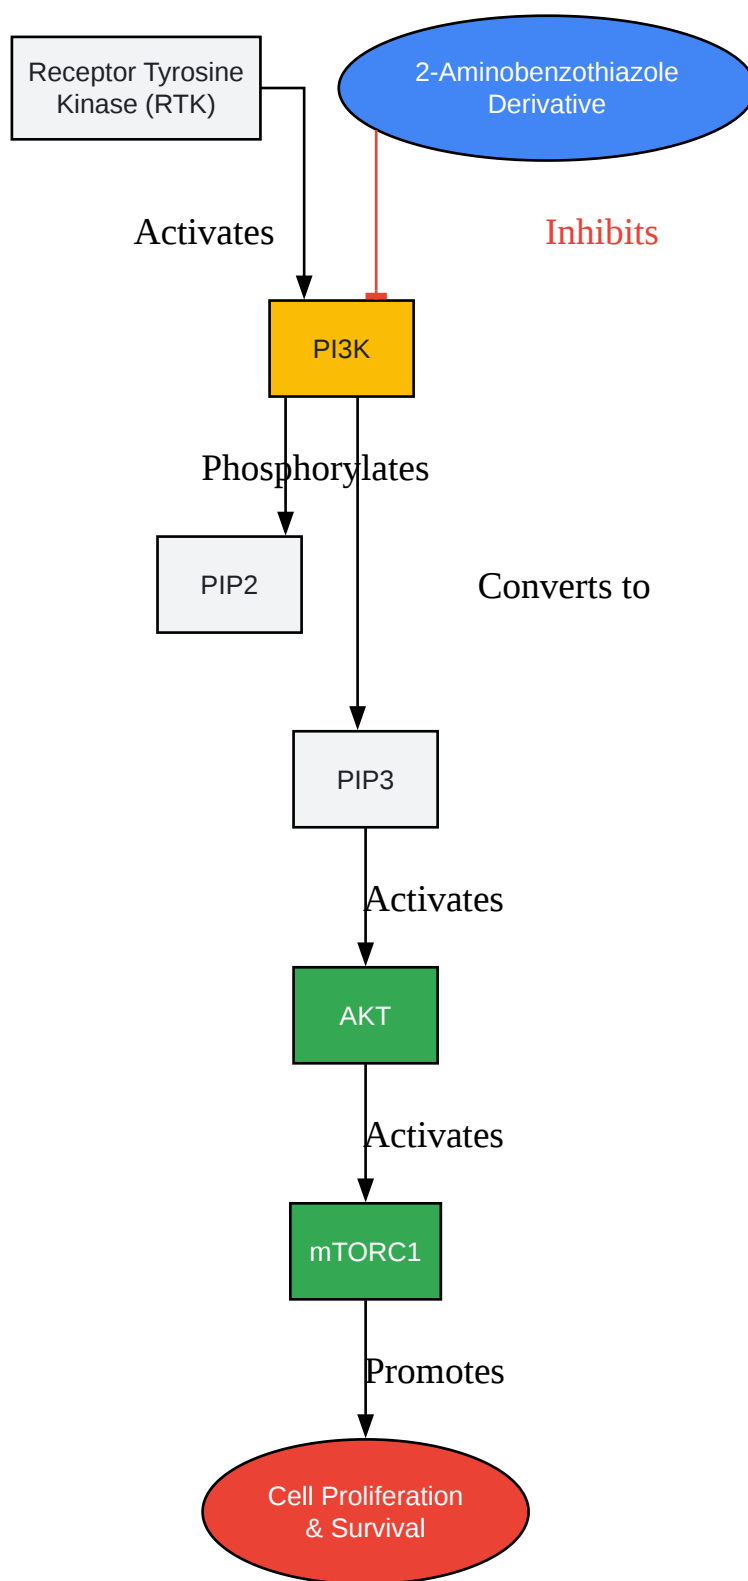 Receptor Tyrosine
Kinase (RTK)
2-Aminobenzothiazole
Derivative
Activates
Inhibits
PI3K
Phosphorylates
PIP2
Converts to
PIP3
Activates
AKT
Activates
mTORC1
Promotes
Cell Proliferation
& Survival